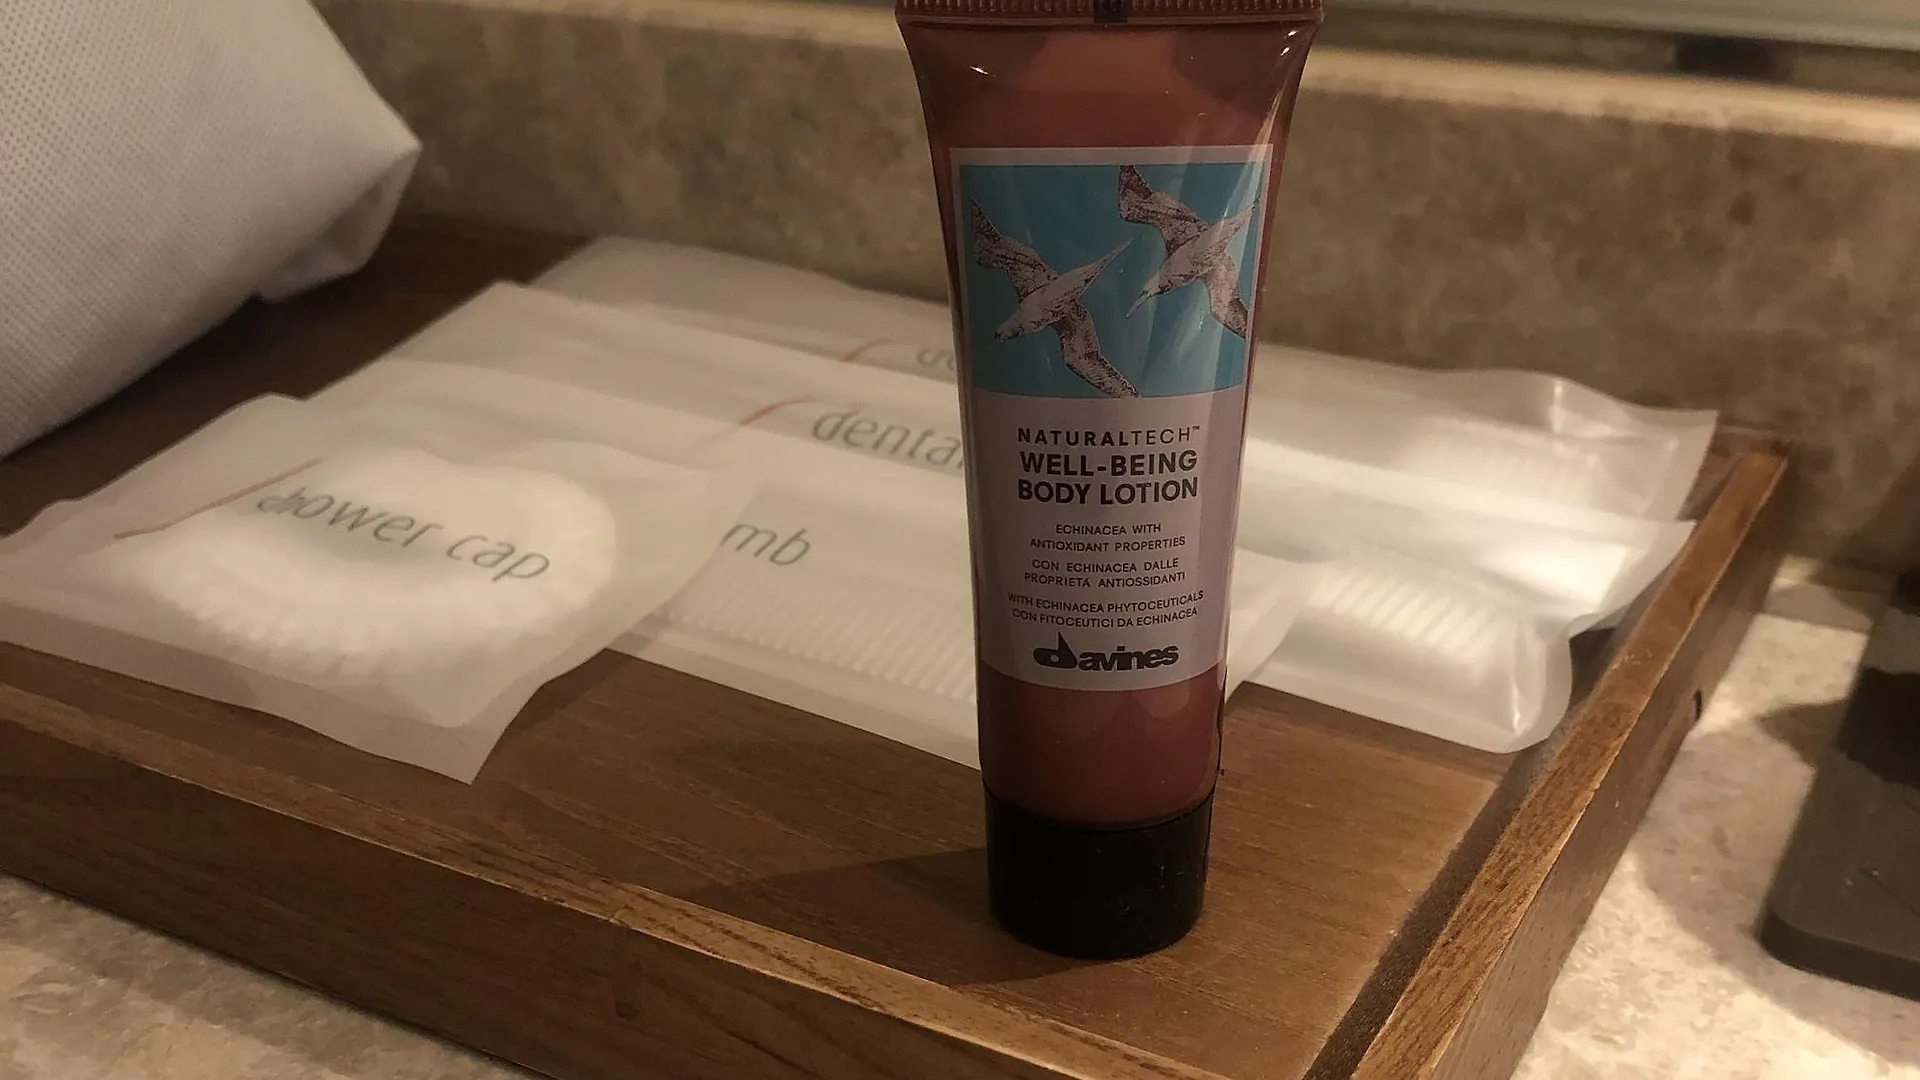 shower cap
mb
dental
NATURALTECH™
WELL-BEING
BODY LOTION
ECHINACEA WITH
ANTIOXIDANT PROPERTIES
CON ECHINACEA DALLE
PROPRIETÀ ANTIOSSIDANTI
WITH ECHINACEA PHYTOCEUTICALS
CON FITOCEUTICI DA ECHINACEA
davines